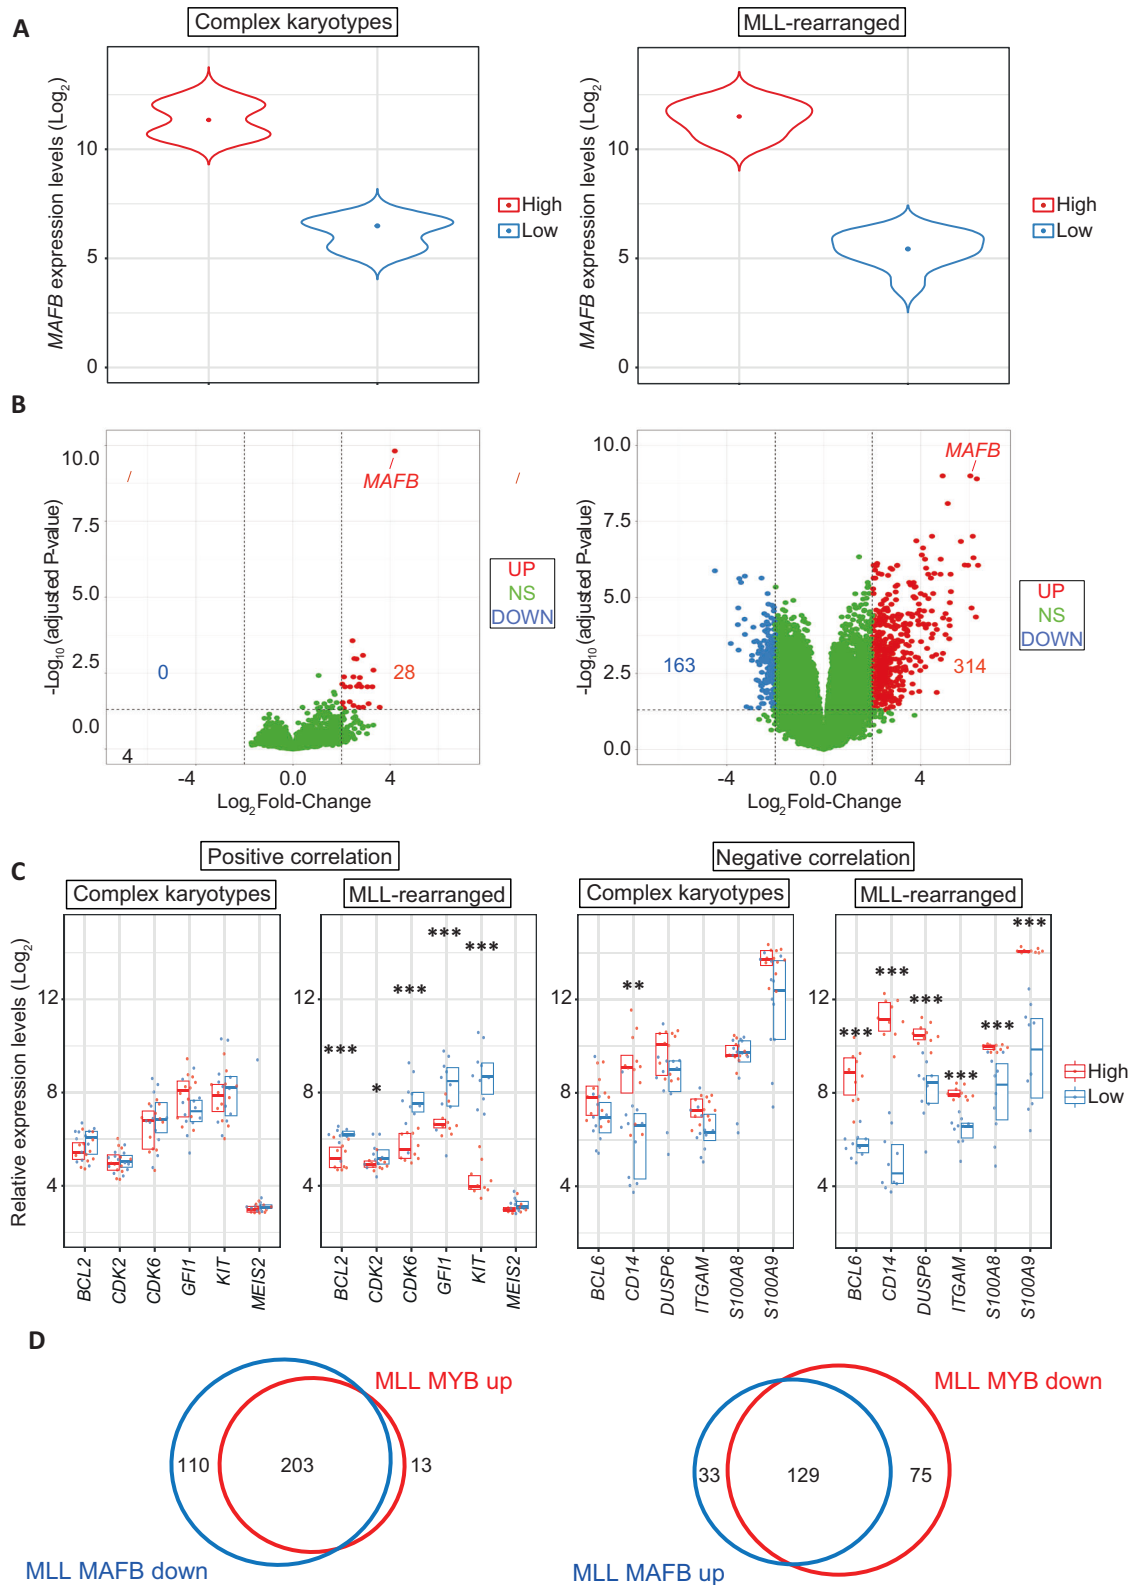 A
Complex karyotypes
MLL-rearranged
MAFB expression levels (Log2)
10
5
0
High
Low
MAFB expression levels (Log2)
10
5
0
High
Low
B
-Log10(adjusted P-value)
10.0
7.5
5.0
2.5
0.0
MAFB
0
28
4
-4
0.0
4
Log2Fold-Change
UP
NS
DOWN
-Log10(adjusted P-value)
10.0
7.5
5.0
2.5
0.0
MAFB
163
314
-4
0.0
4
Log2Fold-Change
UP
NS
DOWN
C
Positive correlation
Negative correlation
Complex karyotypes
MLL-rearranged
Complex karyotypes
MLL-rearranged
Relative expression levels (Log2)
12
8
4
BCL2
CDK2
CDK6
GFI1
KIT
MEIS2
12
8
4
***
*
***
***
***
BCL2
CDK2
CDK6
GFI1
KIT
MEIS2
12
8
4
**
BCL6
CD14
DUSP6
ITGAM
S100A8
S100A9
12
8
4
***
***
***
***
***
***
BCL6
CD14
DUSP6
ITGAM
S100A8
S100A9
High
Low
D
MLL MYB up
110
203
13
MLL MAFB down
MLL MYB down
33
129
75
MLL MAFB up